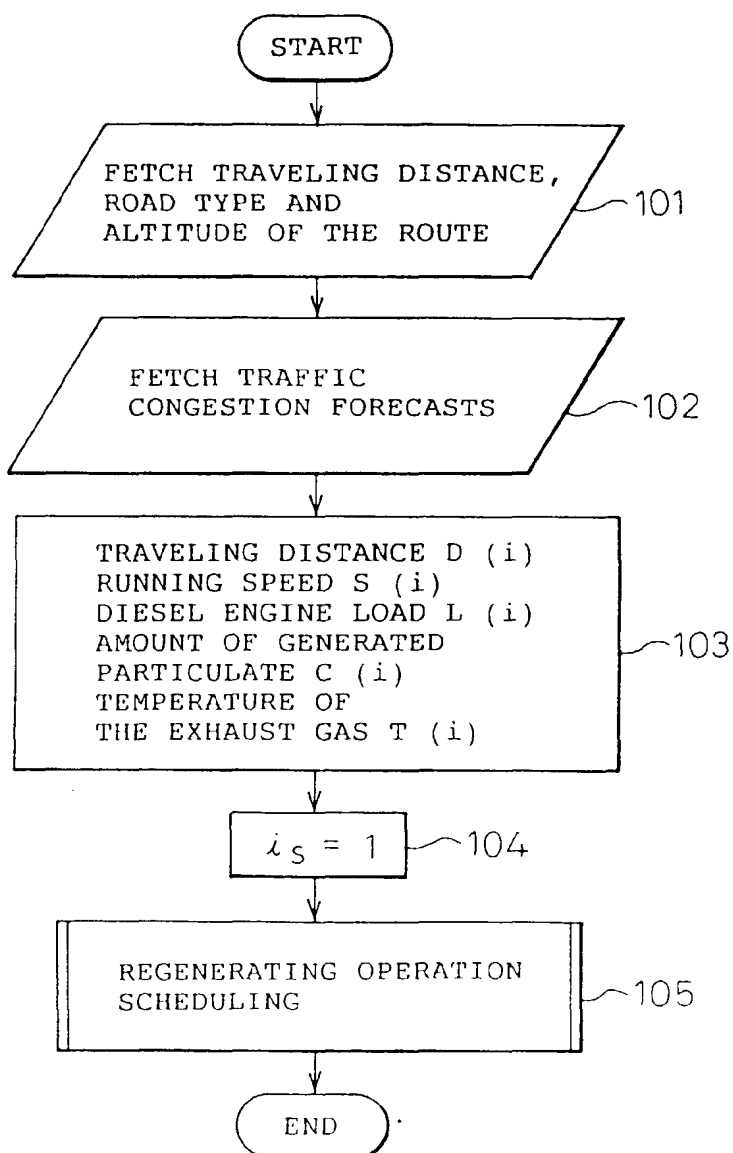 START
FETCH TRAVELING DISTANCE,
ROAD TYPE AND
ALTITUDE OF THE ROUTE
101
FETCH TRAFFIC
CONGESTION FORECASTS
102
TRAVELING DISTANCE D (i)
RUNNING SPEED S (i)
DIESEL ENGINE LOAD L (i)
AMOUNT OF GENERATED
PARTICULATE C (i)
TEMPERATURE OF
THE EXHAUST GAS T (i)
103
iS = 1
104
REGENERATING OPERATION
SCHEDULING
105
END